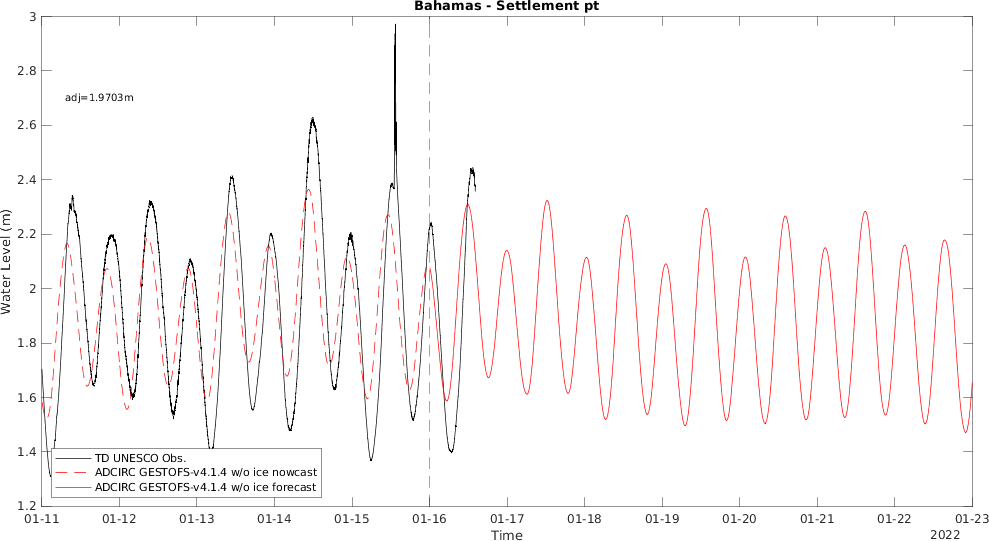 Bahamas - Settlement pt
3
2.8
2.6
2.4
2.2
2
1.8
1.6
1.4
1.2
Water Level (m)
adj=1.9703m
TD UNESCO Obs.
ADCIRC GESTOFS-v4.1.4 w/o ice nowcast
ADCIRC GESTOFS-v4.1.4 w/o ice forecast
01-11 01-12 01-13 01-14 01-15 01-16 01-17 01-18 01-19 01-20 01-21 01-22 01-23
Time
2022